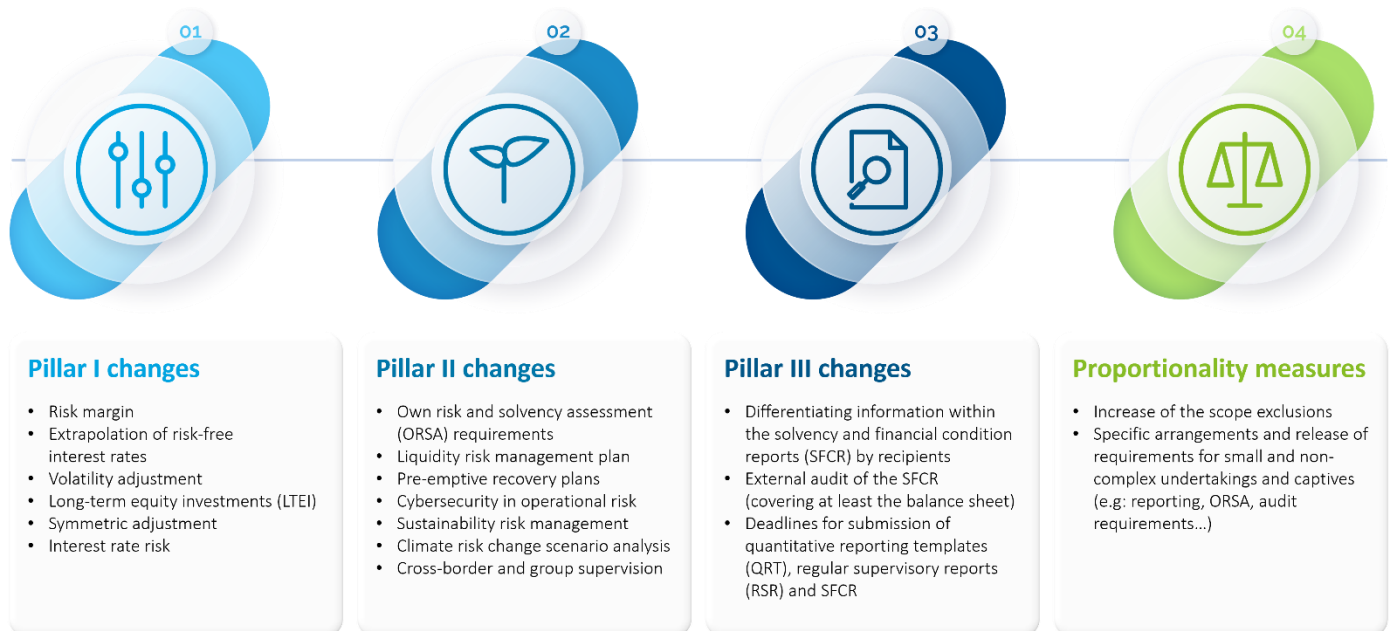 01
02
03
04
Pillar I changes
• Risk margin
• Extrapolation of risk-free
interest rates
• Volatility adjustment
• Long-term equity investments (LTEI)
• Symmetric adjustment
• Interest rate risk
Pillar II changes
• Own risk and solvency assessment
(ORSA) requirements
• Liquidity risk management plan
• Pre-emptive recovery plans
• Cybersecurity in operational risk
• Sustainability risk management
• Climate risk change scenario analysis
• Cross-border and group supervision
Pillar III changes
• Differentiating information within
the solvency and financial condition
reports (SFCR) by recipients
• External audit of the SFCR
(covering at least the balance sheet)
• Deadlines for submission of
quantitative reporting templates
(QRT), regular supervisory reports
(RSR) and SFCR
Proportionality measures
• Increase of the scope exclusions
• Specific arrangements and release of
requirements for small and non-
complex undertakings and captives
(e.g: reporting, ORSA, audit
requirements...)